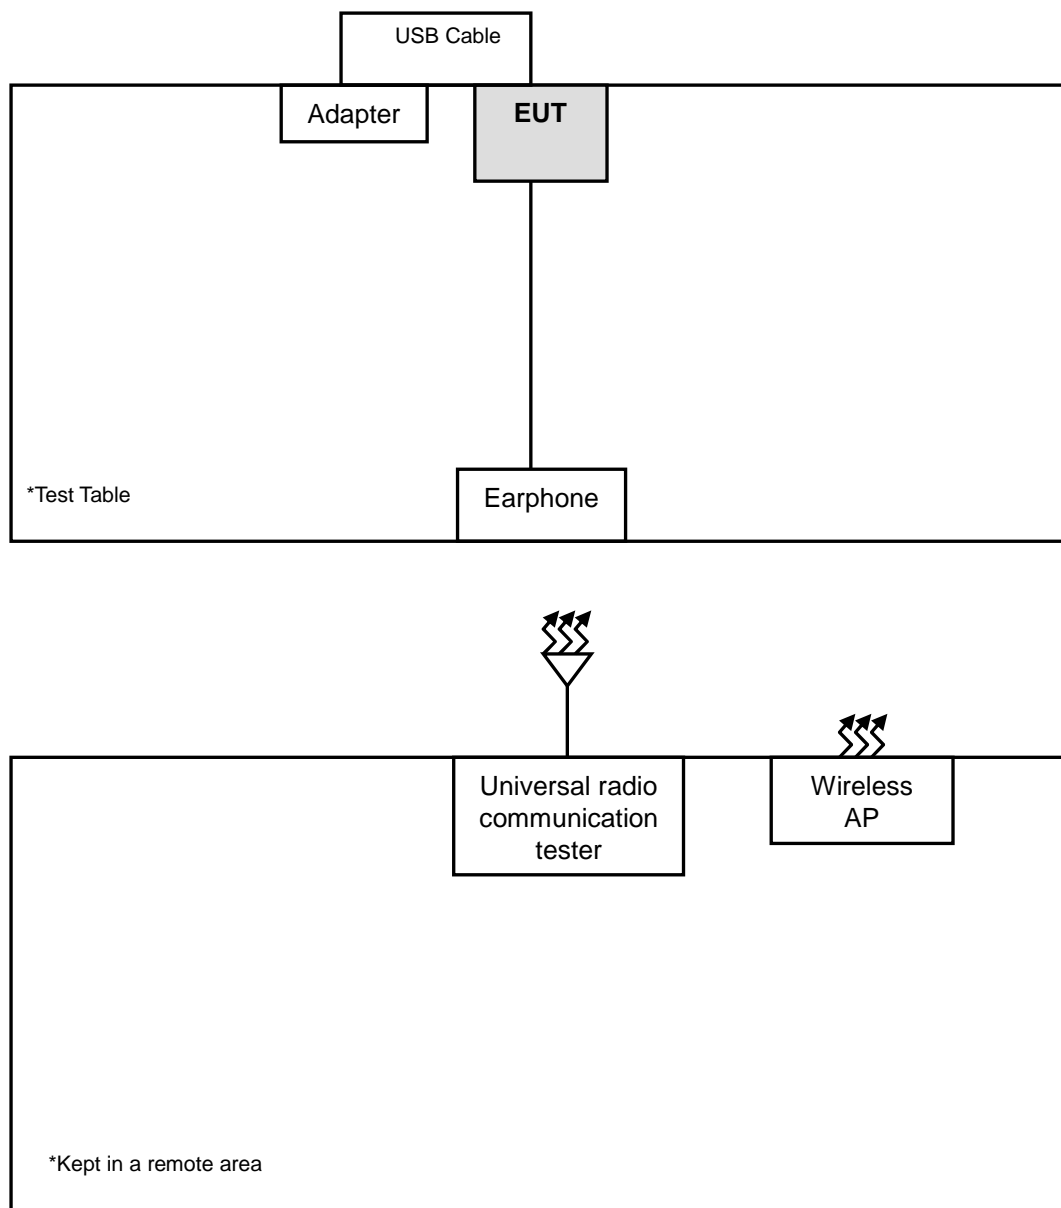 USB Cable
Adapter
EUT
*Test Table
Earphone
Universal radio
communication
tester
Wireless
AP
*Kept in a remote area